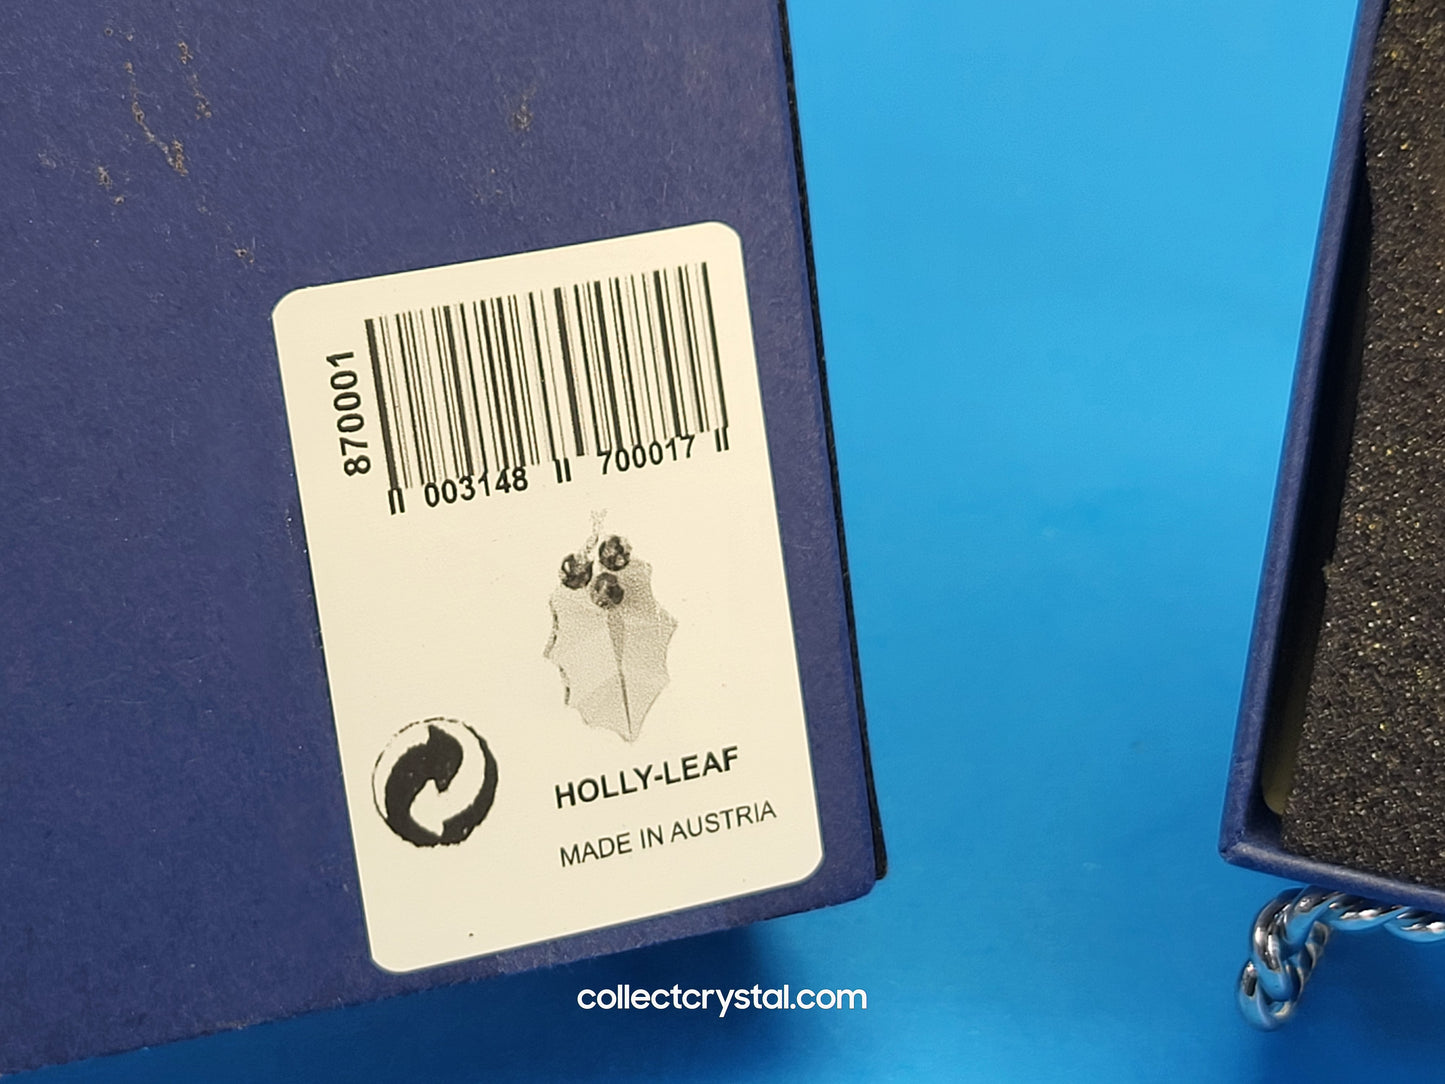 870001
003148 700017
HOLLY-LEAF
MADE IN AUSTRIA
collectcrystal.com